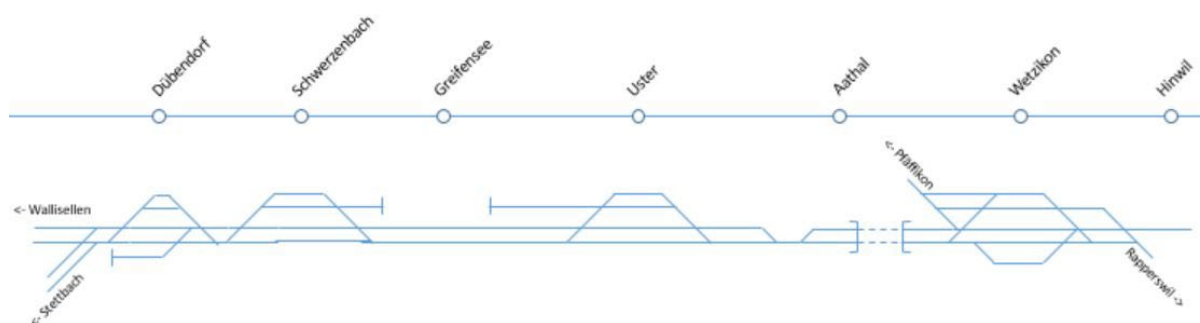 Dübendorf
Schwerzenbach
Greifensee
Uster
Aathal
Wetzikon
Hinwil
<- Pfäffikon
<- Wallisellen
<- Stettbach
Rapperswil ->